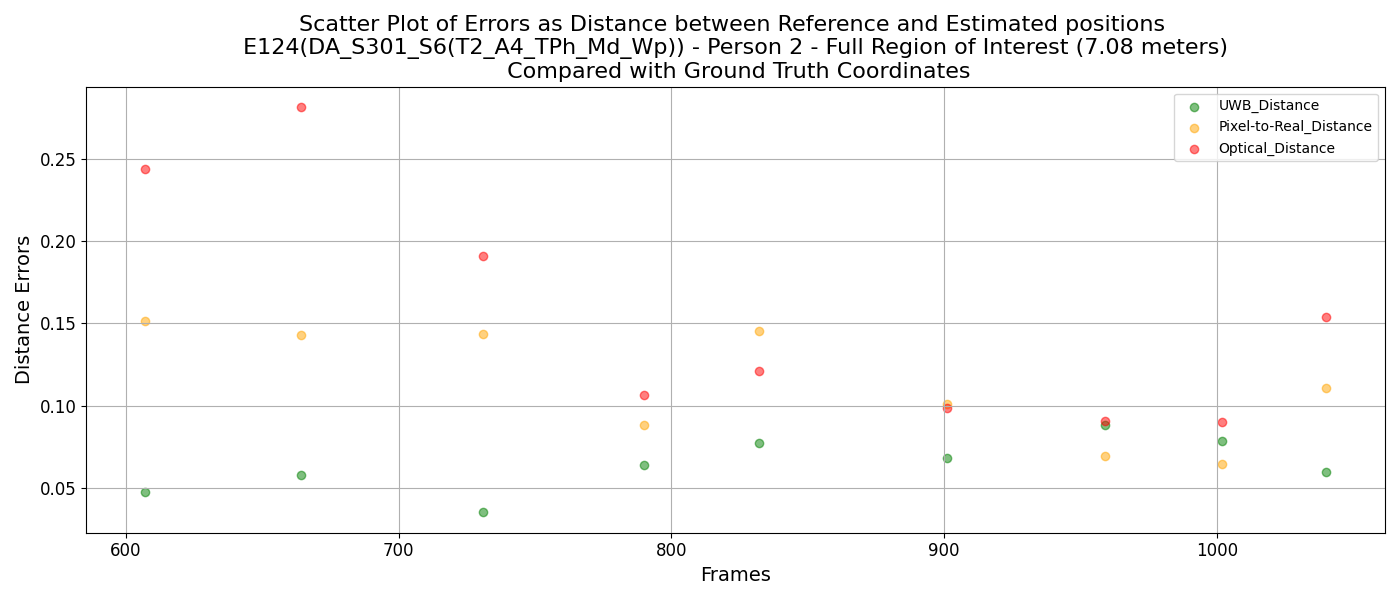 Scatter Plot of Errors as Distance between Reference and Estimated positions
E124(DA_S301_S6(T2_A4_TPh_Md_Wp)) - Person 2 - Full Region of Interest (7.08 meters)
Compared with Ground Truth Coordinates
UWB_Distance
Pixel-to-Real_Distance
Optical_Distance
Distance Errors
0.25
0.20
0.15
0.10
0.05
600 700 800 900 1000
Frames